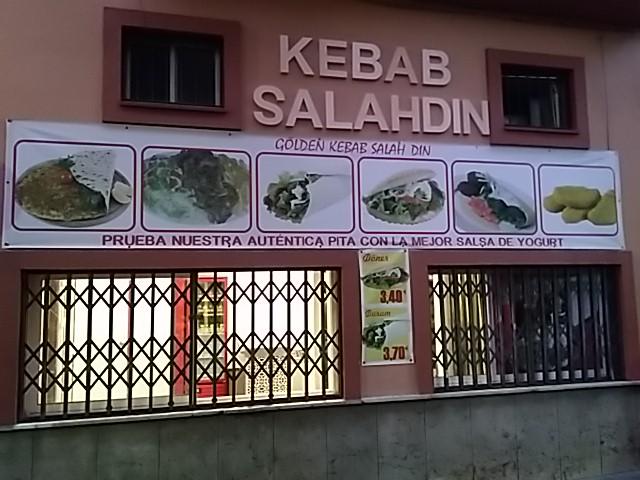 KEBAB
SALAHDIN
GOLDEN KEBAB SALAH DIN
PRUEBA NUESTRA AUTÉNTICA PITA CON LA MEJOR SALSA DE YOGURT
Döner
3,40
Durum
3,70